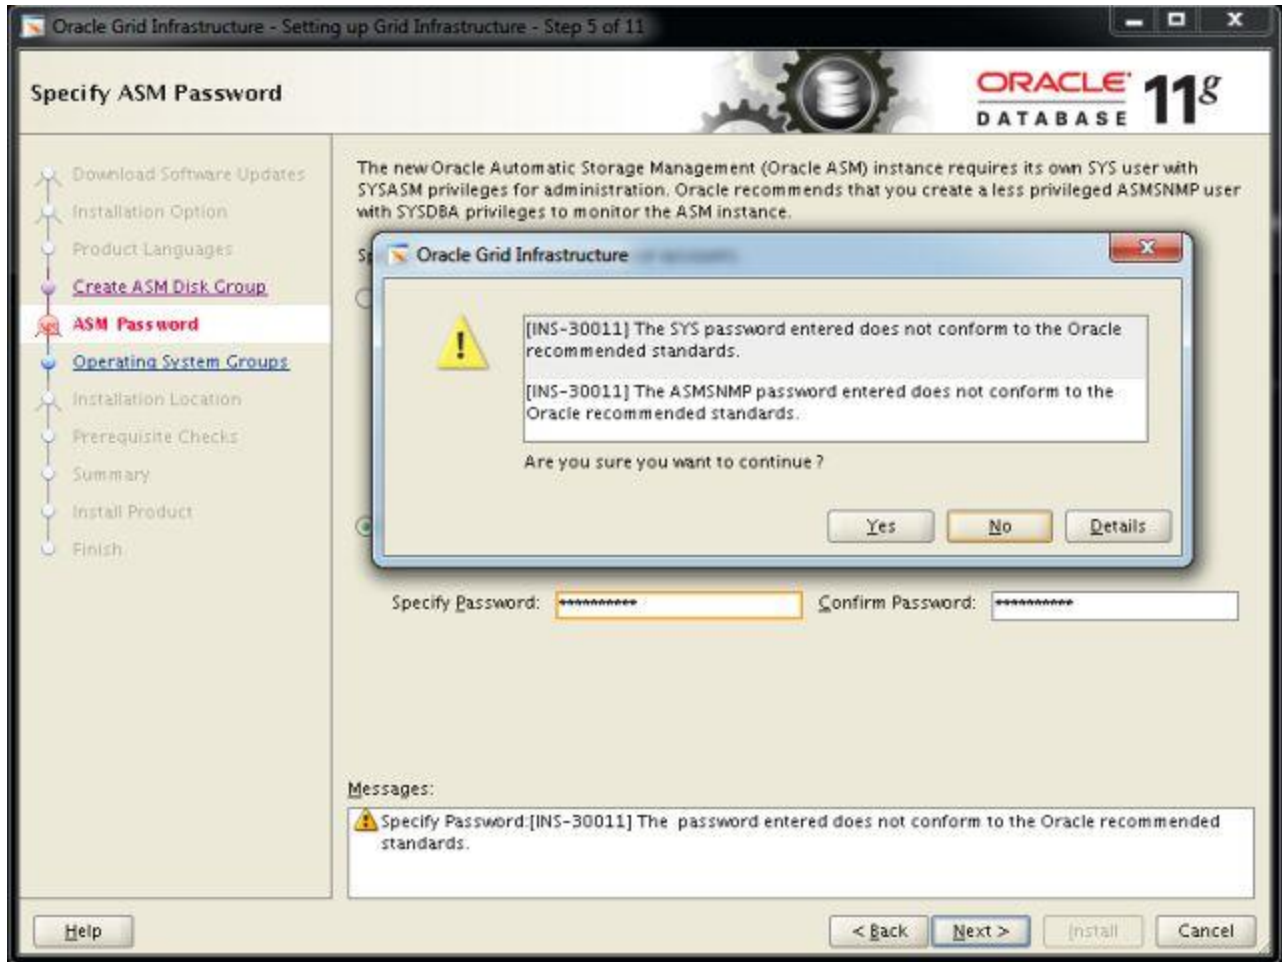 Oracle Grid Infrastructure - Setting up Grid Infrastructure - Step 5 of 11
Specify ASM Password
ORACLE
DATABASE
11g
Download Software Updates
Installation Option
Product Languages
Create ASM Disk Group
ASM Password
Operating System Groups
Installation Location
Prerequisite Checks
Summary
Install Product
Finish
The new Oracle Automatic Storage Management (Oracle ASM) instance requires its own SYS user with
SYSASM privileges for administration. Oracle recommends that you create a less privileged ASMSNMP user
with SYSDBA privileges to monitor the ASM instance.
Oracle Grid Infrastructure
[INS-30011] The SYS password entered does not conform to the Oracle
recommended standards.
[INS-30011] The ASMSNMP password entered does not conform to the
Oracle recommended standards.
Are you sure you want to continue?
Yes No Details
Specify Password: ********** Confirm Password: **********
Messages:
Specify Password:[INS-30011] The password entered does not conform to the Oracle recommended
standards.
Help < Back Next > Install Cancel